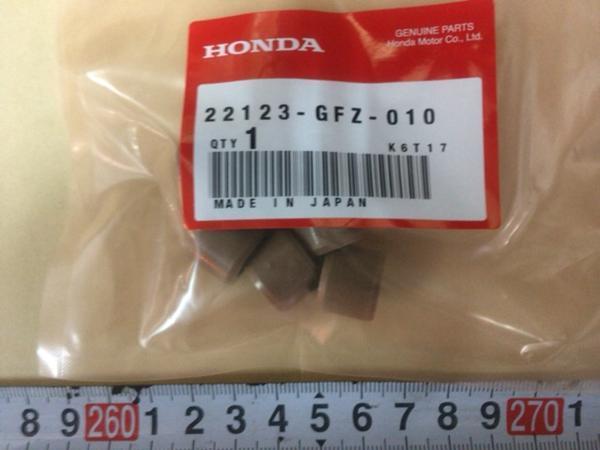 HONDA
GENUINE PARTS
Honda Motor Co., Ltd.
22123-GFZ-010
QTY 1 K6T17
MADE IN JAPAN
8 9 260 1 2 3 4 5 6 7 8 9 270 1